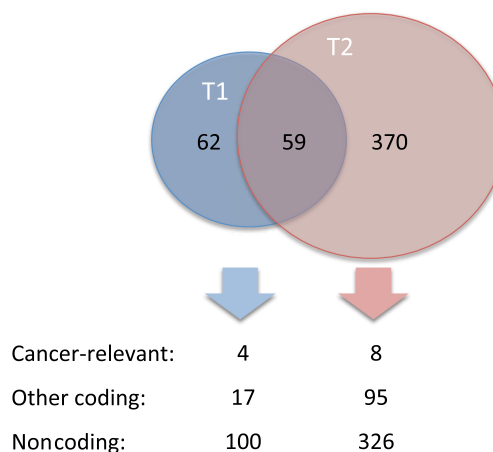 T2
T1
62 59 370
Cancer-relevant: 4 8
Other coding: 17 95
Noncoding: 100 326